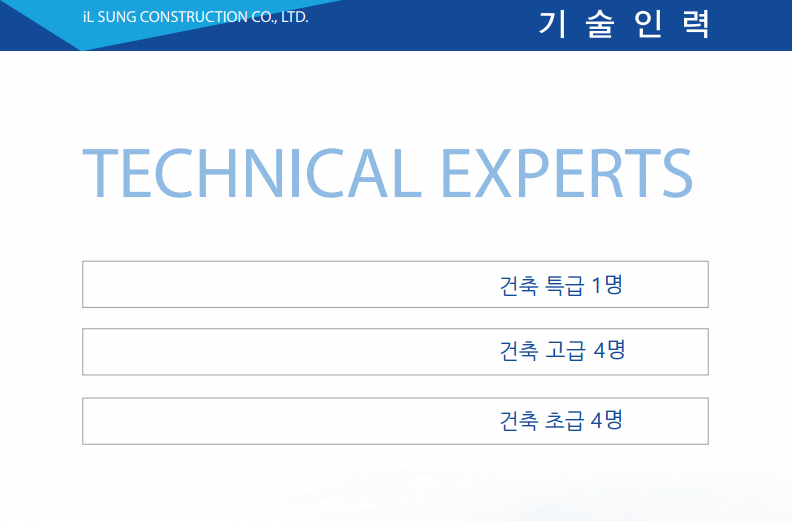 iL SUNG CONSTRUCTION CO., LTD.
기 술 인 력
TECHNICAL EXPERTS
건축 특급 1명
건축 고급 4명
건축 초급 4명